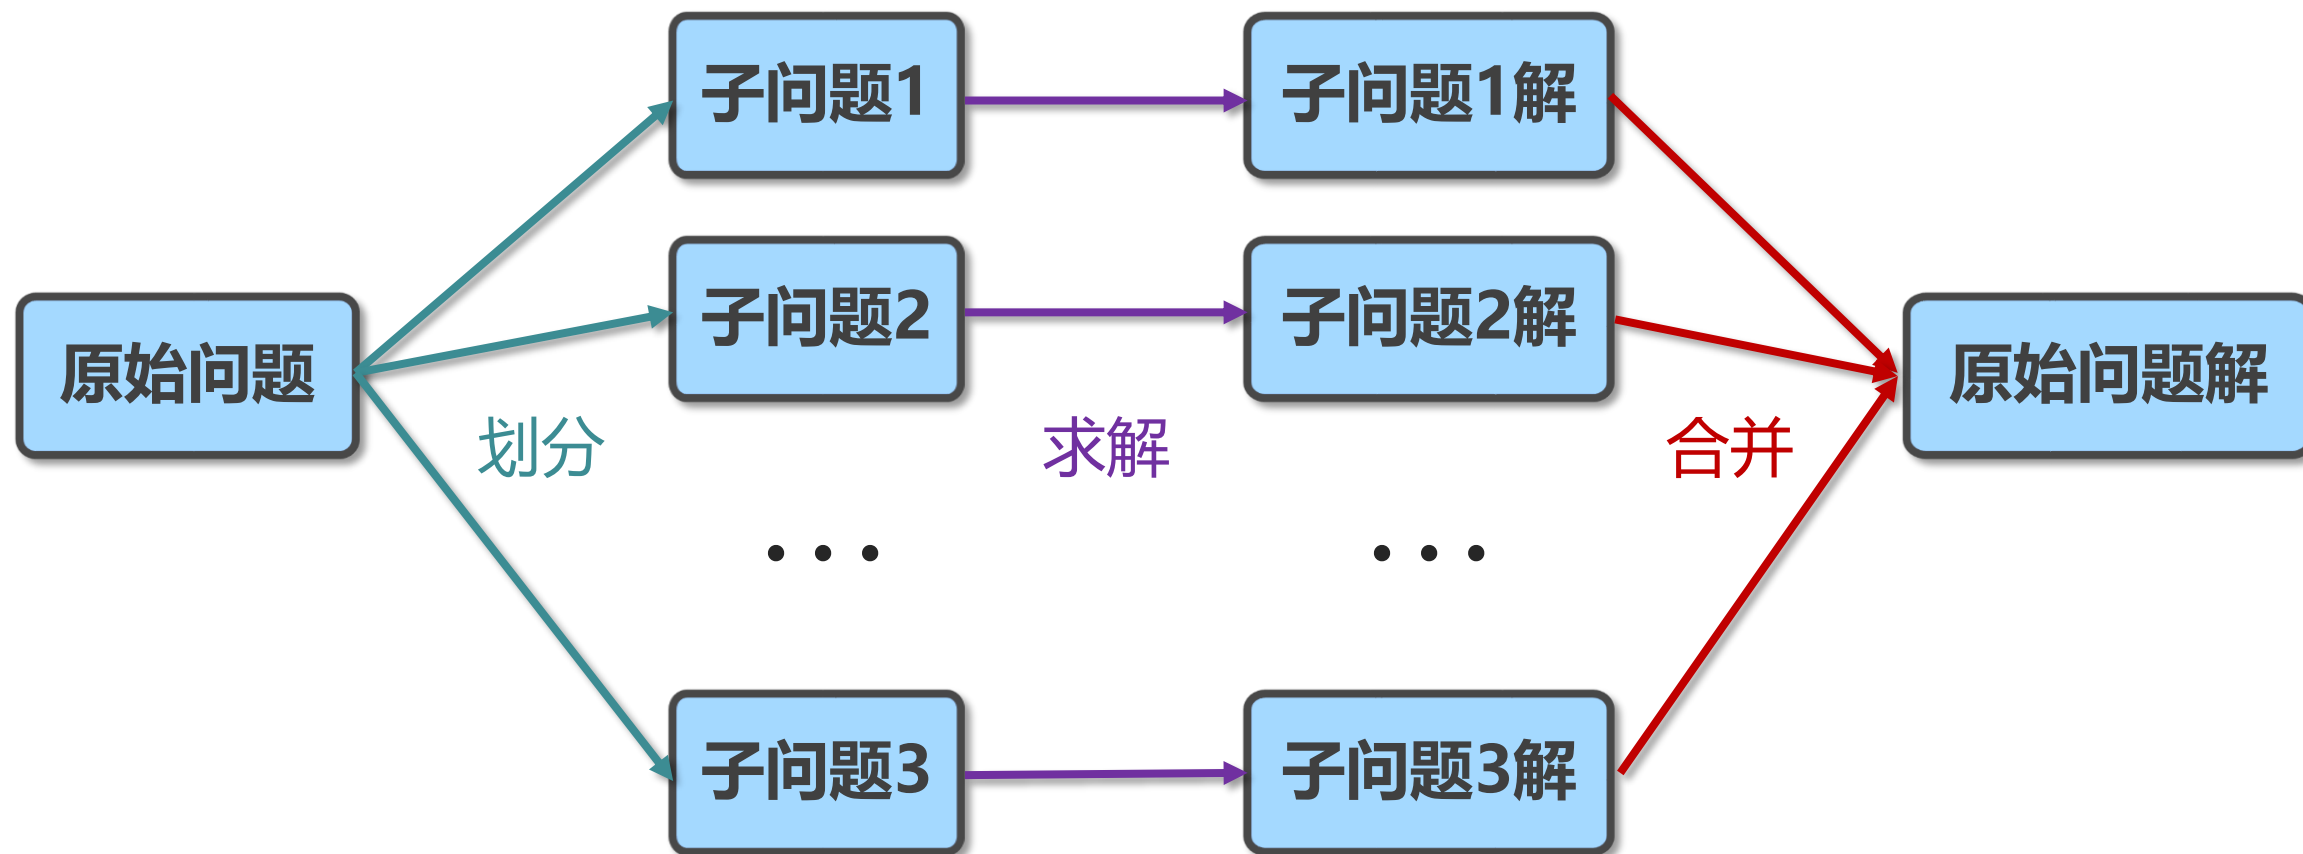 子问题1
子问题1解
子问题2
子问题2解
原始问题
原始问题解
划分
求解
合并
...
...
子问题3
子问题3解